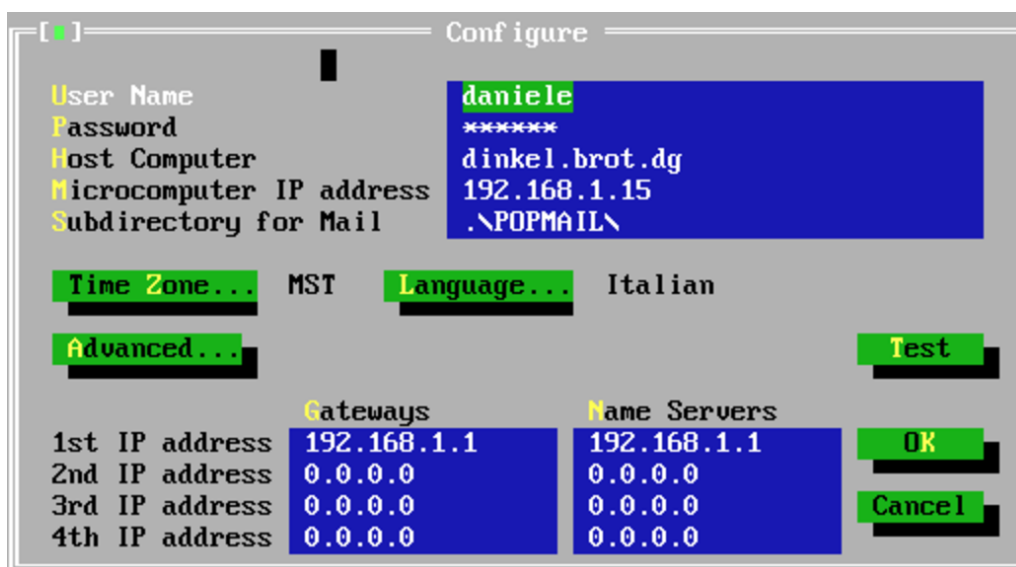 [■] Configure
User Name daniele
Password ******
Host Computer dinkel.brot.dg
Microcomputer IP address 192.168.1.15
Subdirectory for Mail .\POPMAIL\
Time Zone... MST Language... Italian
Advanced... Test
Gateways Name Servers
1st IP address 192.168.1.1 192.168.1.1 OK
2nd IP address 0.0.0.0 0.0.0.0
3rd IP address 0.0.0.0 0.0.0.0 Cancel
4th IP address 0.0.0.0 0.0.0.0